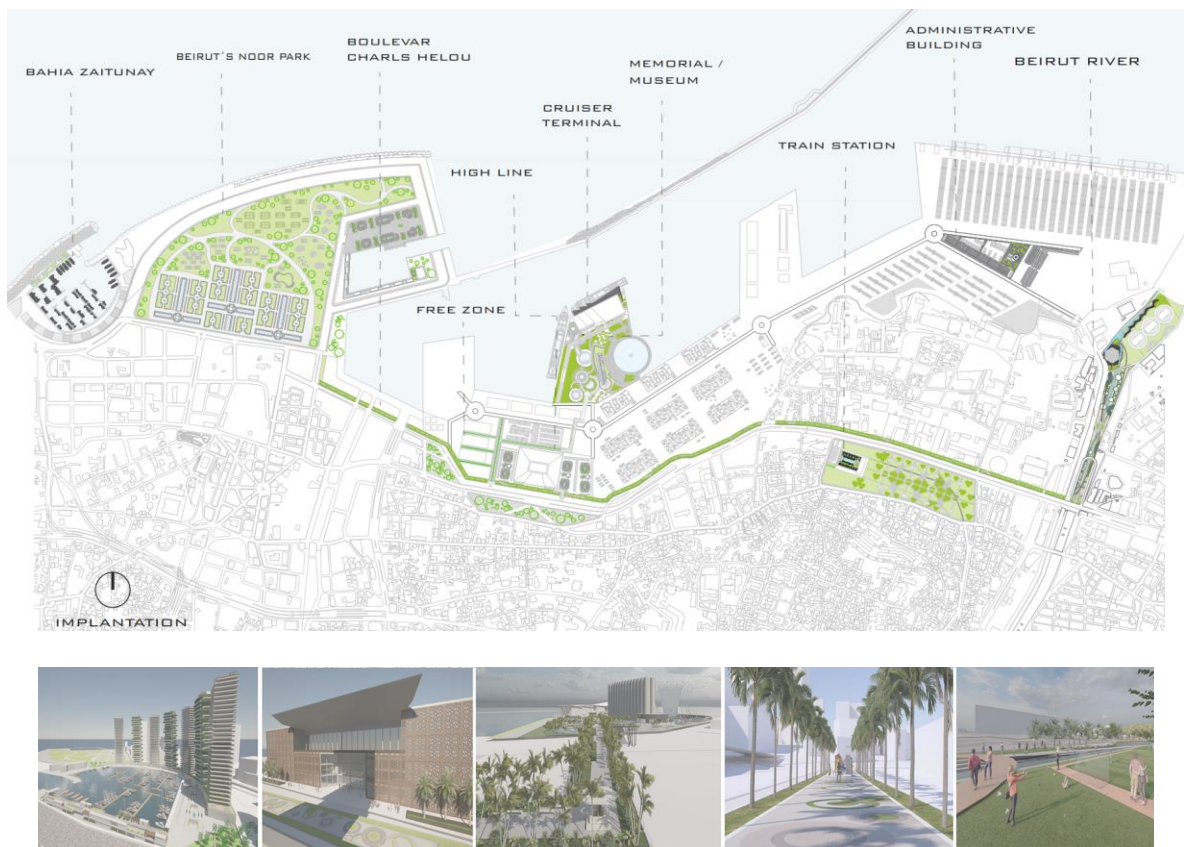 BAHIA ZAITUNAY
BEIRUT´S NOOR PARK
BOULEVAR
CHARLS HELOU
HIGH LINE
CRUISER
TERMINAL
MEMORIAL /
MUSEUM
TRAIN STATION
ADMINISTRATIVE
BUILDING
BEIRUT RIVER
FREE ZONE
IMPLANTATION